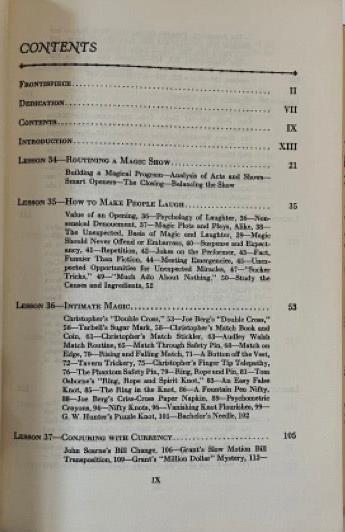 CONTENTS
FRONTISPIECE II
DEDICATION VII
CONTENTS IX
INTRODUCTION XIII
LESSON 34—ROUTINING A MAGIC SHOW 21
Building a Magical Program—Analysis of Acts and Shows—
Smart Openers—The Closing—Balancing the Show
LESSON 35—HOW TO MAKE PEOPLE LAUGH 35
Value of an Opening, 36—Psychology of Laughter, 36—Non-
sensical Denouement, 37—Magic Plots and Plays, Alike, 38—
The Unexpected, Basis of Magic and Laughter, 39—Magic
Should Never Offend or Embarrass, 40—Suspense and Expect-
ancy, 41—Repetition, 42—Jokes on the Performer, 43—Fact,
Funnier Than Fiction, 44—Meeting Emergencies, 45—Unex-
pected Opportunities for Unexpected Miracles, 47—"Sucker
Tricks," 49—"Much Ado About Nothing," 50—Study the
Causes and Ingredients, 52
LESSON 36—INTIMATE MAGIC 53
Christopher's "Double Cross," 53—Joe Berg's "Double Cross,"
56—Tarbell's Sugar Mark, 58—Christopher's Match Book and
Coin, 61—Christopher's Match Stickler, 63—Audley Walsh
Match Routine, 65—Match Through Safety Pin, 68—Match on
Edge, 70—Rising and Falling Match, 71—A Button off the Vest,
72—Tavern Trickery, 75—Christopher's Finger Tip Telepathy,
76—The Phantom Safety Pin, 79—Ring, Rope and Pin, 81—Tom
Osborne's "Ring, Rope and Spirit Knot," 83—An Easy False
Knot, 85—The Ring in the Knot, 86—A Fountain Pen Nifty,
88—Joe Berg's Criss-Cross Paper Napkin, 89—Psychometric
Crayons, 94—Nifty Knots, 96—Vanishing Knot Flourishee, 99—
G. W. Hunter's Puzzle Knot, 101—Bachelor's Needle, 102
LESSON 37—CONJURING WITH CURRENCY 105
John Scarne's Bill Change, 106—Grant's Slow Motion Bill
Transposition, 109—Grant's "Million Dollar" Mystery, 113—
IX